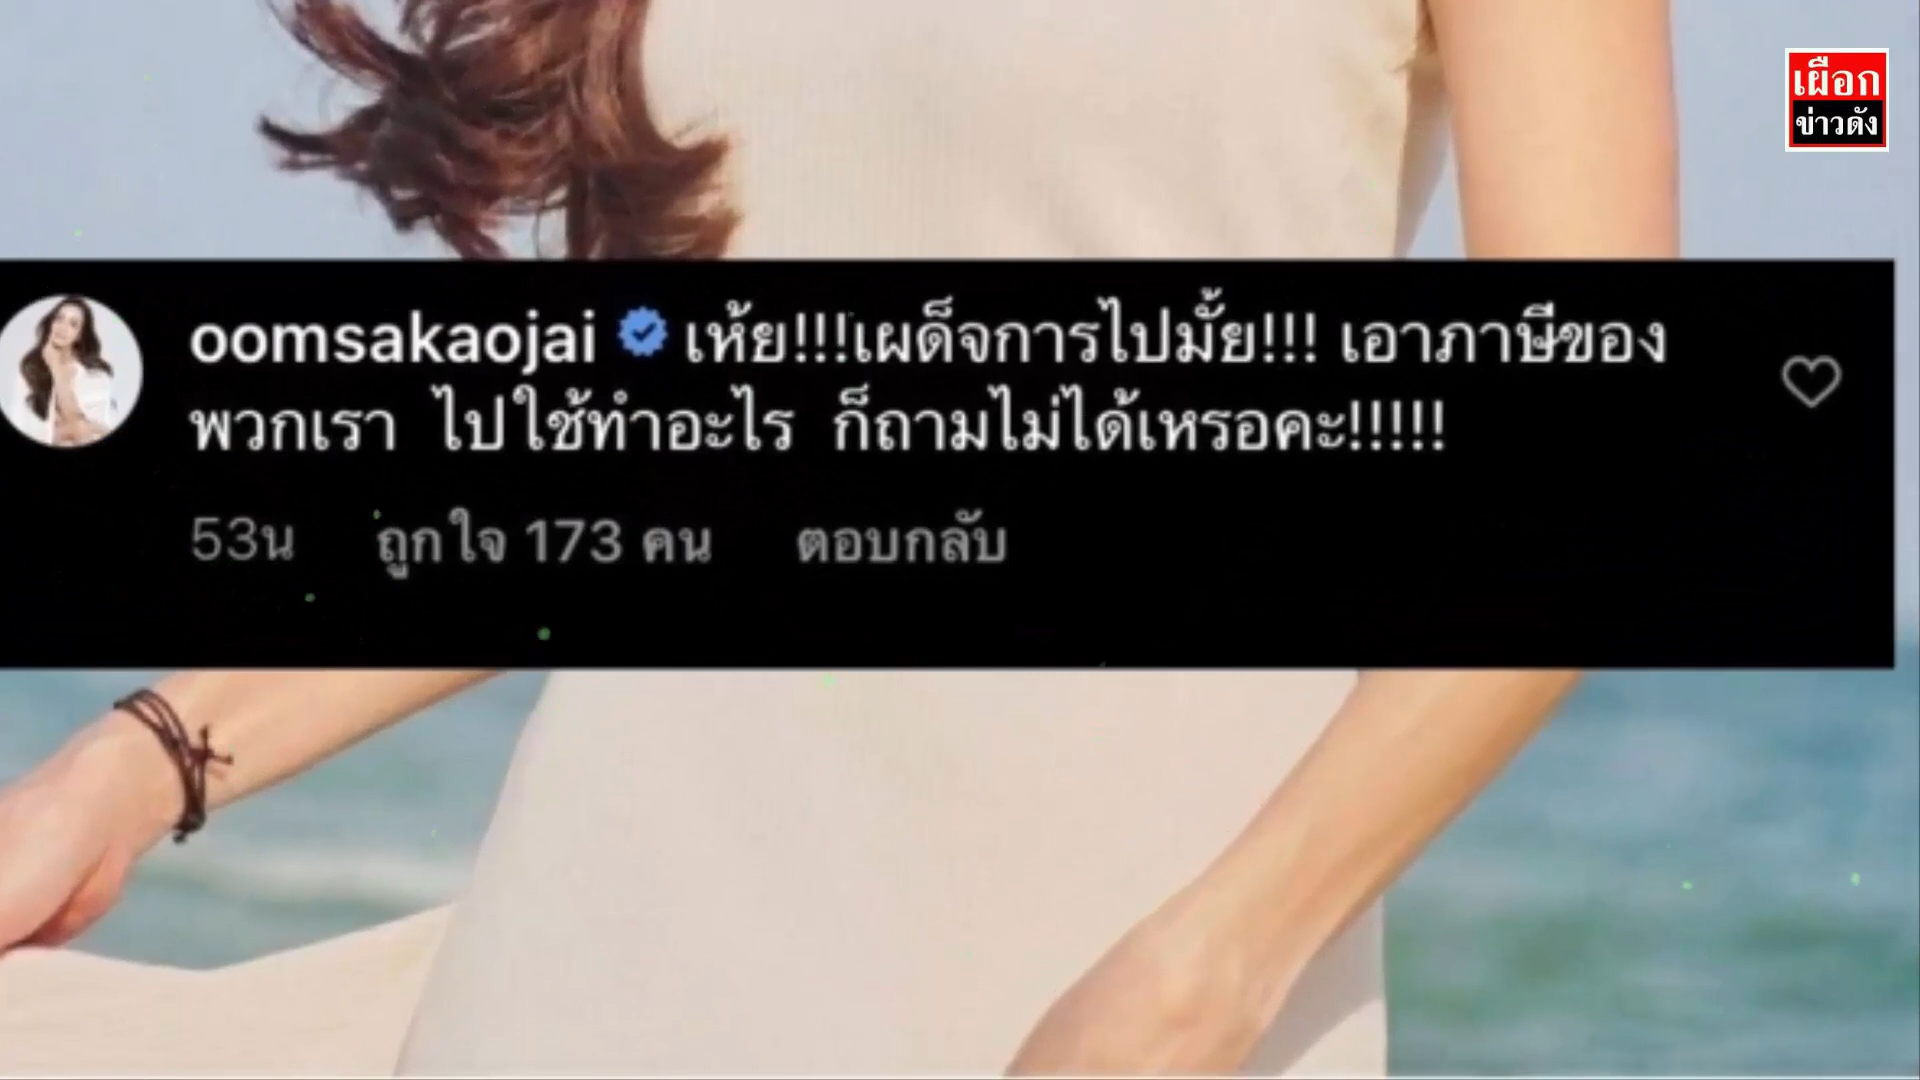 เผือก
ข่าวดัง
oomsakaojai เห้ย!!!เผด็จการไปมั้ย!!! เอาภาษีของ
พวกเรา ไปใช้ทำอะไร ก็ถามไม่ได้เหรอคะ!!!!!
53น ถูกใจ 173 คน ตอบกลับ